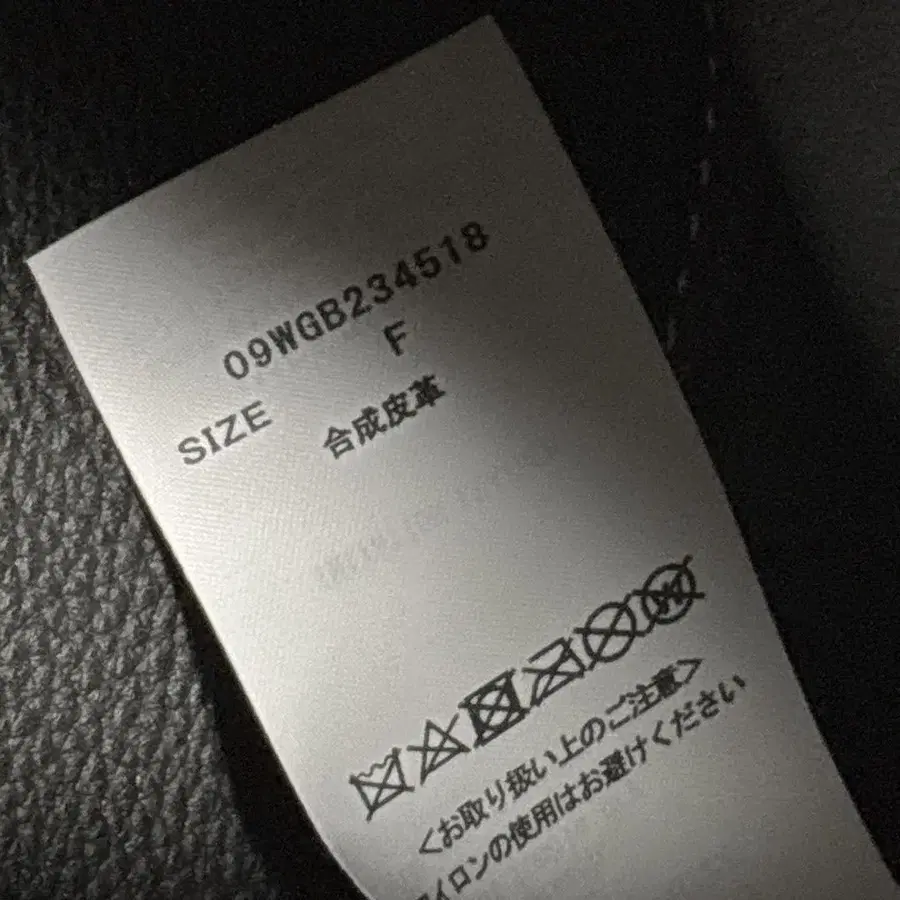 09WGB234518
SIZE F
合成皮革
<お取り扱い上のご注意>
アイロンの使用はお避けください